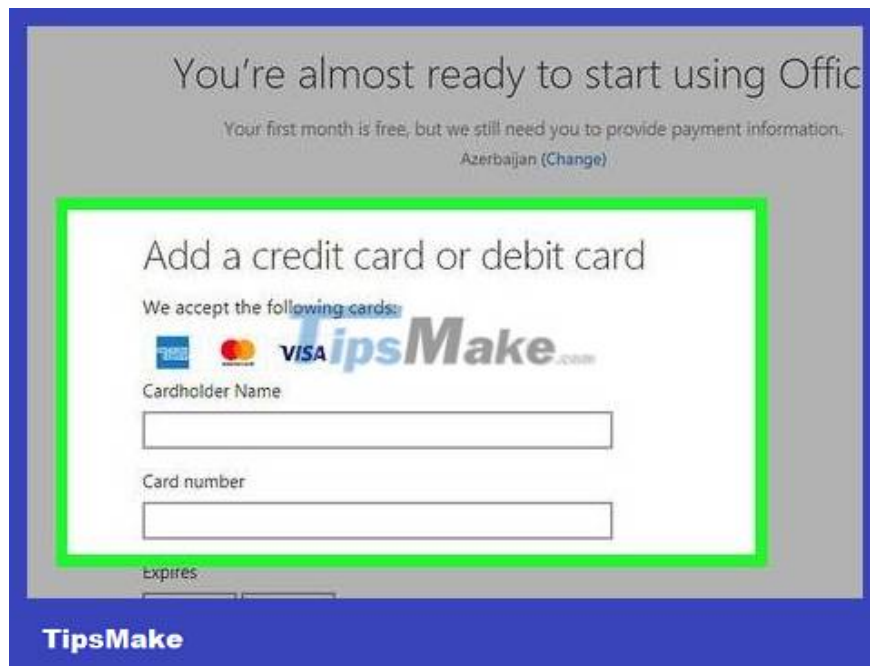 You're almost ready to start using Offic
Your first month is free, but we still need you to provide payment information.
Azerbaijan (Change)
Add a credit card or debit card
We accept the following cards:
VISA
TipsMake.com
Cardholder Name
Card number
Expires
TipsMake